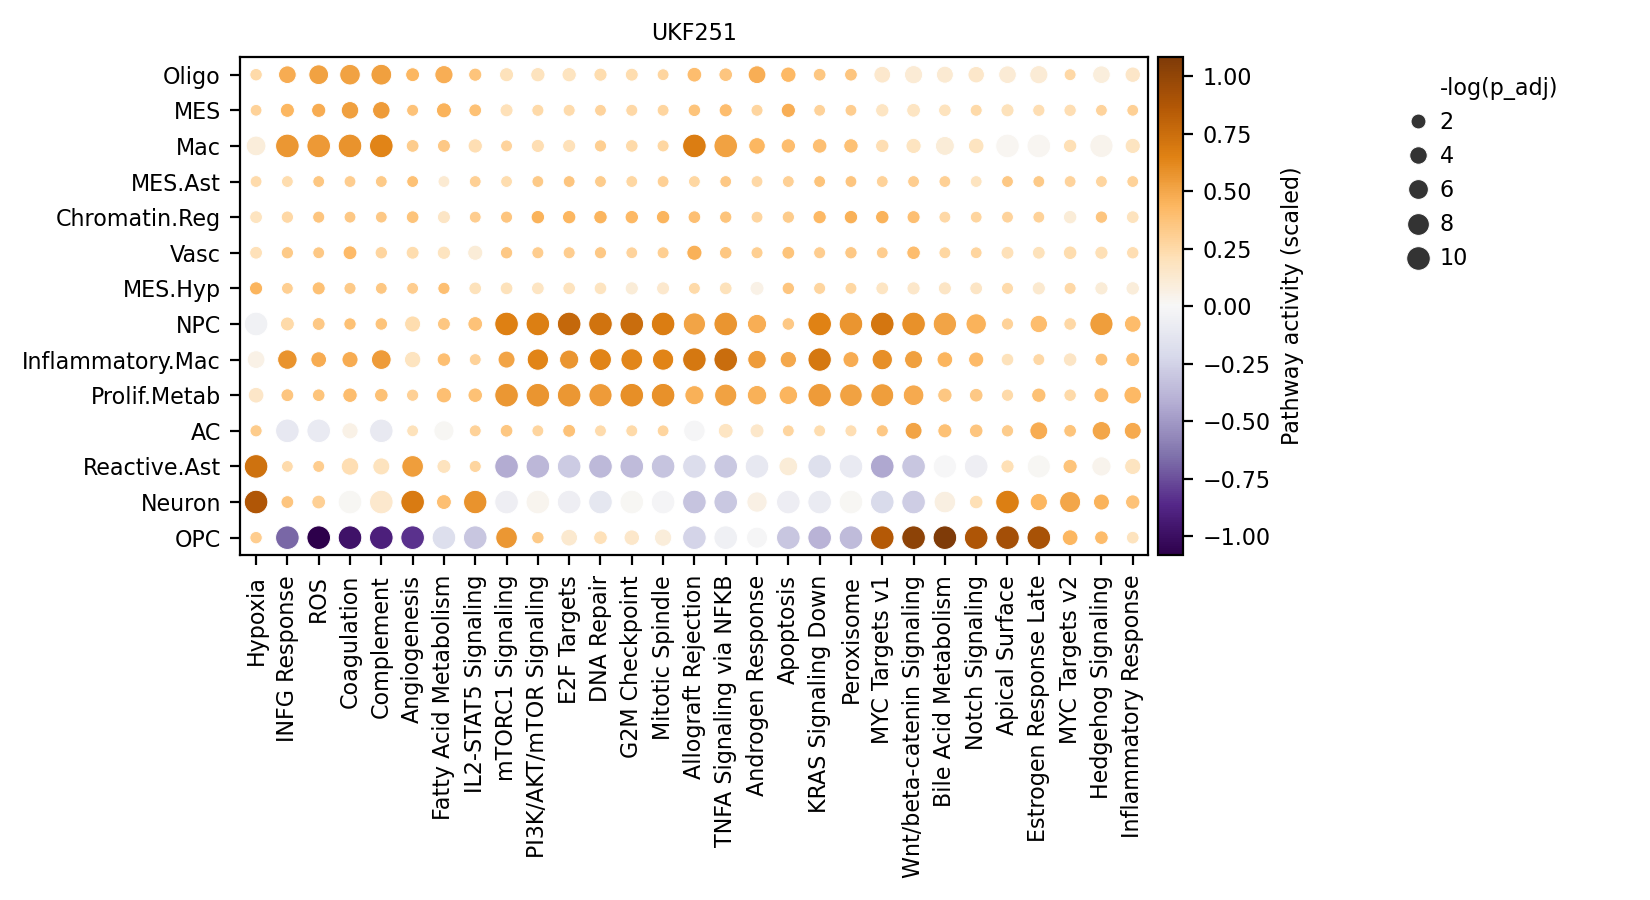 UKF251
Oligo
MES
Mac
MES.Ast
Chromatin.Reg
Vasc
MES.Hyp
NPC
Inflammatory.Mac
Prolif.Metab
AC
Reactive.Ast
Neuron
OPC
Hypoxia
INFG Response
ROS
Coagulation
Complement
Angiogenesis
Fatty Acid Metabolism
IL2-STAT5 Signaling
mTORC1 Signaling
PI3K/AKT/mTOR Signaling
E2F Targets
DNA Repair
G2M Checkpoint
Mitotic Spindle
Allograft Rejection
TNFA Signaling via NFKB
Androgen Response
Apoptosis
KRAS Signaling Down
Peroxisome
MYC Targets v1
Wnt/beta-catenin Signaling
Bile Acid Metabolism
Notch Signaling
Apical Surface
Estrogen Response Late
MYC Targets v2
Hedgehog Signaling
Inflammatory Response
1.00
0.75
0.50
0.25
0.00
−0.25
−0.50
−0.75
−1.00
Pathway activity (scaled)
-log(p_adj)
2
4
6
8
10